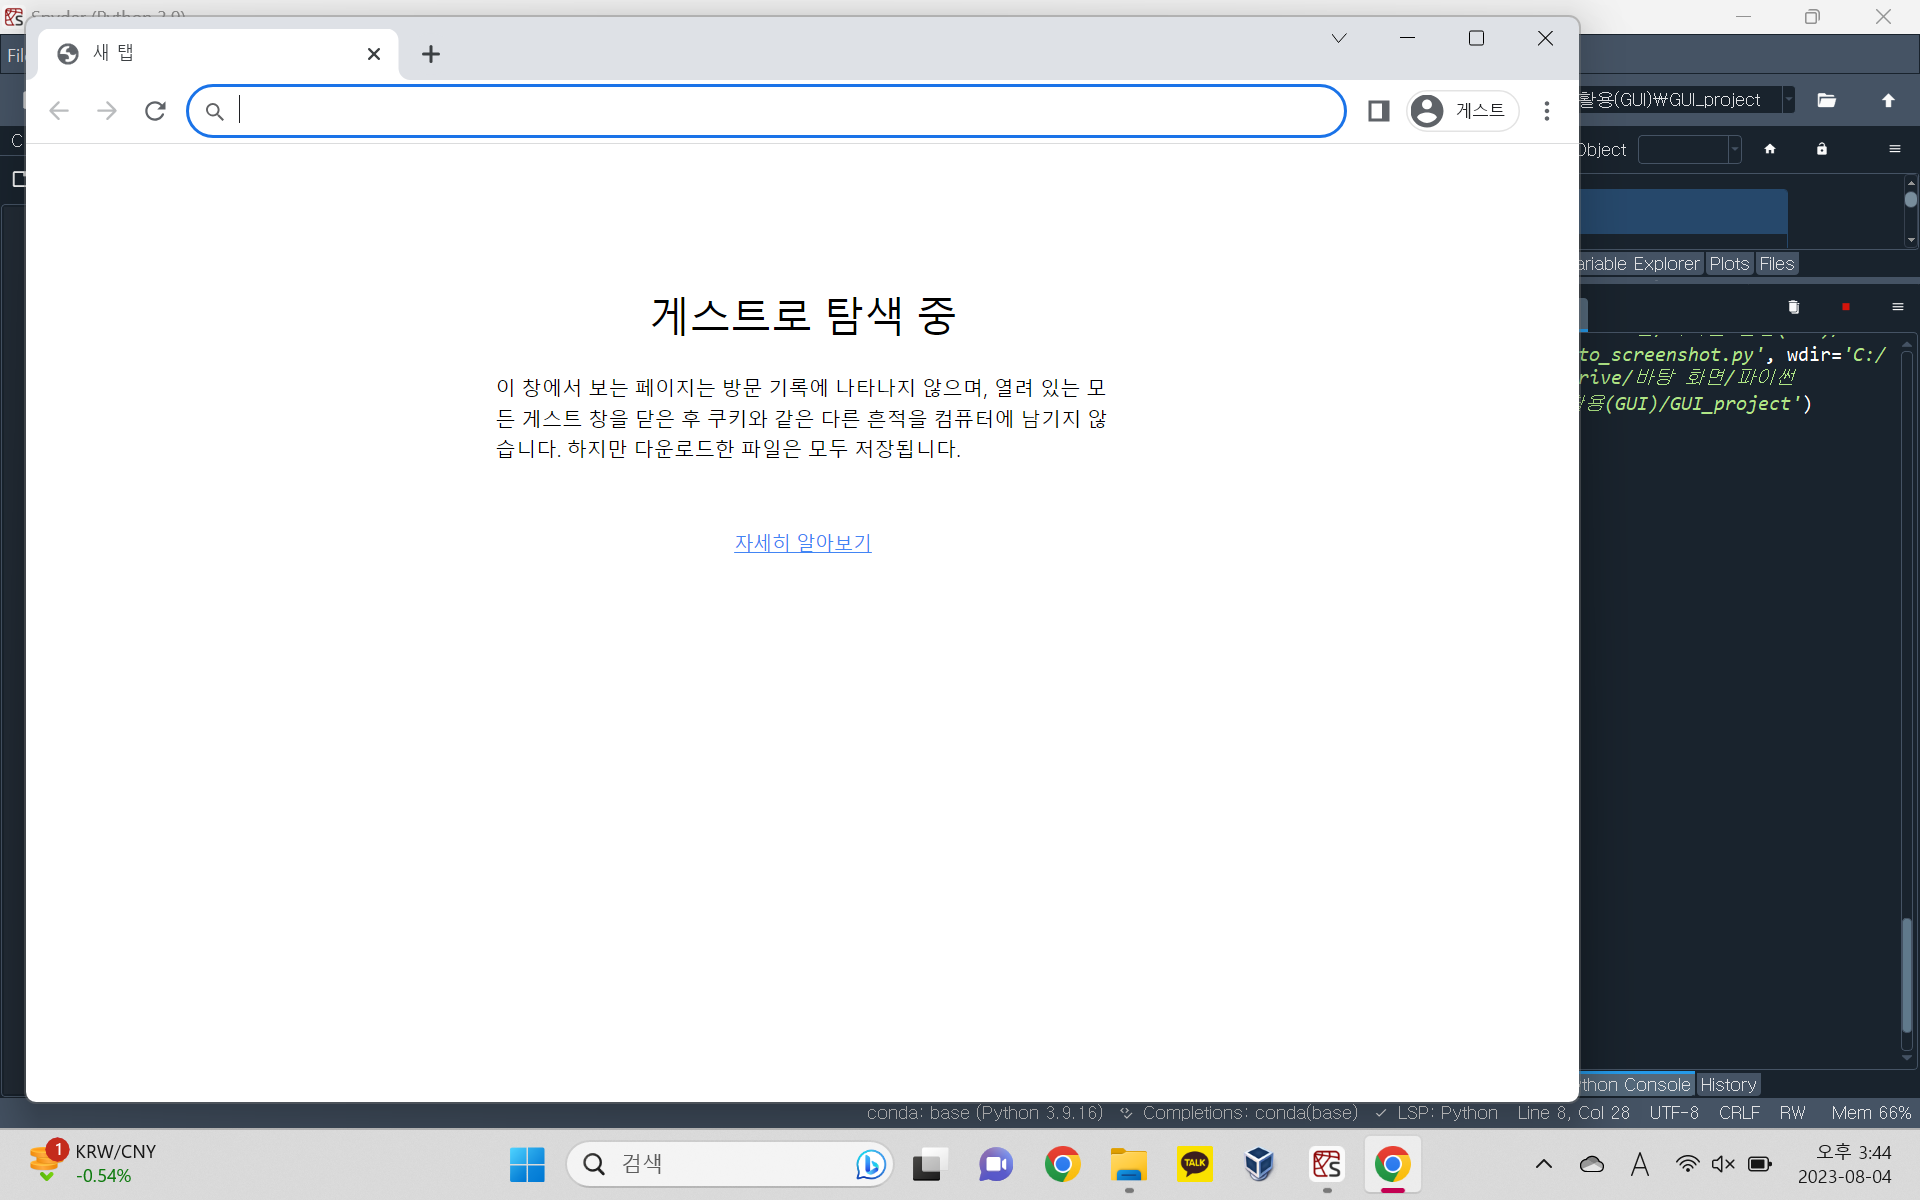 Spyder (Python 3.9)
새 탭
게스트
활용(GUI)₩GUI_project
Object
게스트로 탐색 중
이 창에서 보는 페이지는 방문 기록에 나타나지 않으며, 열려 있는 모
든 게스트 창을 닫은 후 쿠키와 같은 다른 흔적을 컴퓨터에 남기지 않
습니다. 하지만 다운로드한 파일은 모두 저장됩니다.
자세히 알아보기
ariable Explorer Plots Files
to_screenshot.py', wdir='C:/
rive/바탕 화면/파이썬
활용(GUI)/GUI_project')
ython Console History
conda: base (Python 3.9.16) Completions: conda(base) LSP: Python Line 8, Col 28 UTF-8 CRLF RW Mem 66%
1
KRW/CNY
-0.54%
검색
TALK
A
오후 3:44
2023-08-04